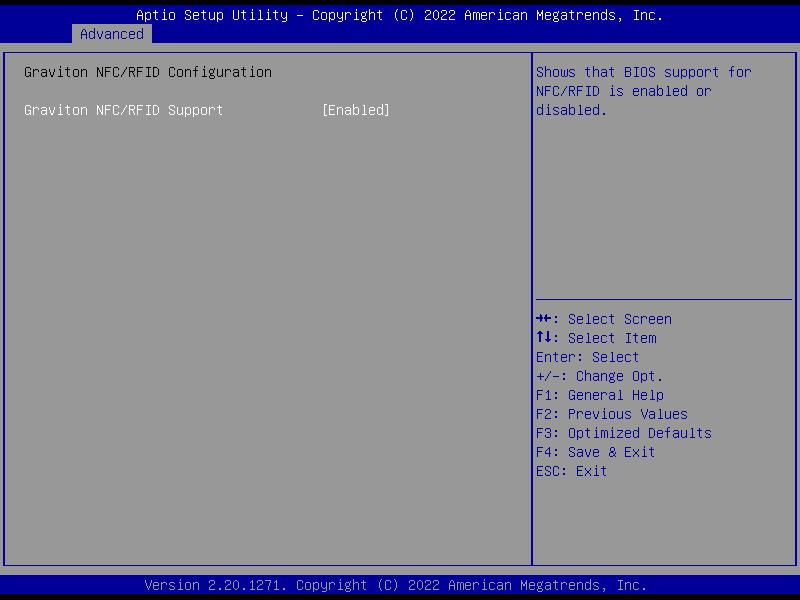 Aptio Setup Utility – Copyright (C) 2022 American Megatrends, Inc.
Advanced
Graviton NFC/RFID Configuration
Graviton NFC/RFID Support [Enabled]
Shows that BIOS support for
NFC/RFID is enabled or
disabled.
→←: Select Screen
↑↓: Select Item
Enter: Select
+/-: Change Opt.
F1: General Help
F2: Previous Values
F3: Optimized Defaults
F4: Save & Exit
ESC: Exit
Version 2.20.1271. Copyright (C) 2022 American Megatrends, Inc.